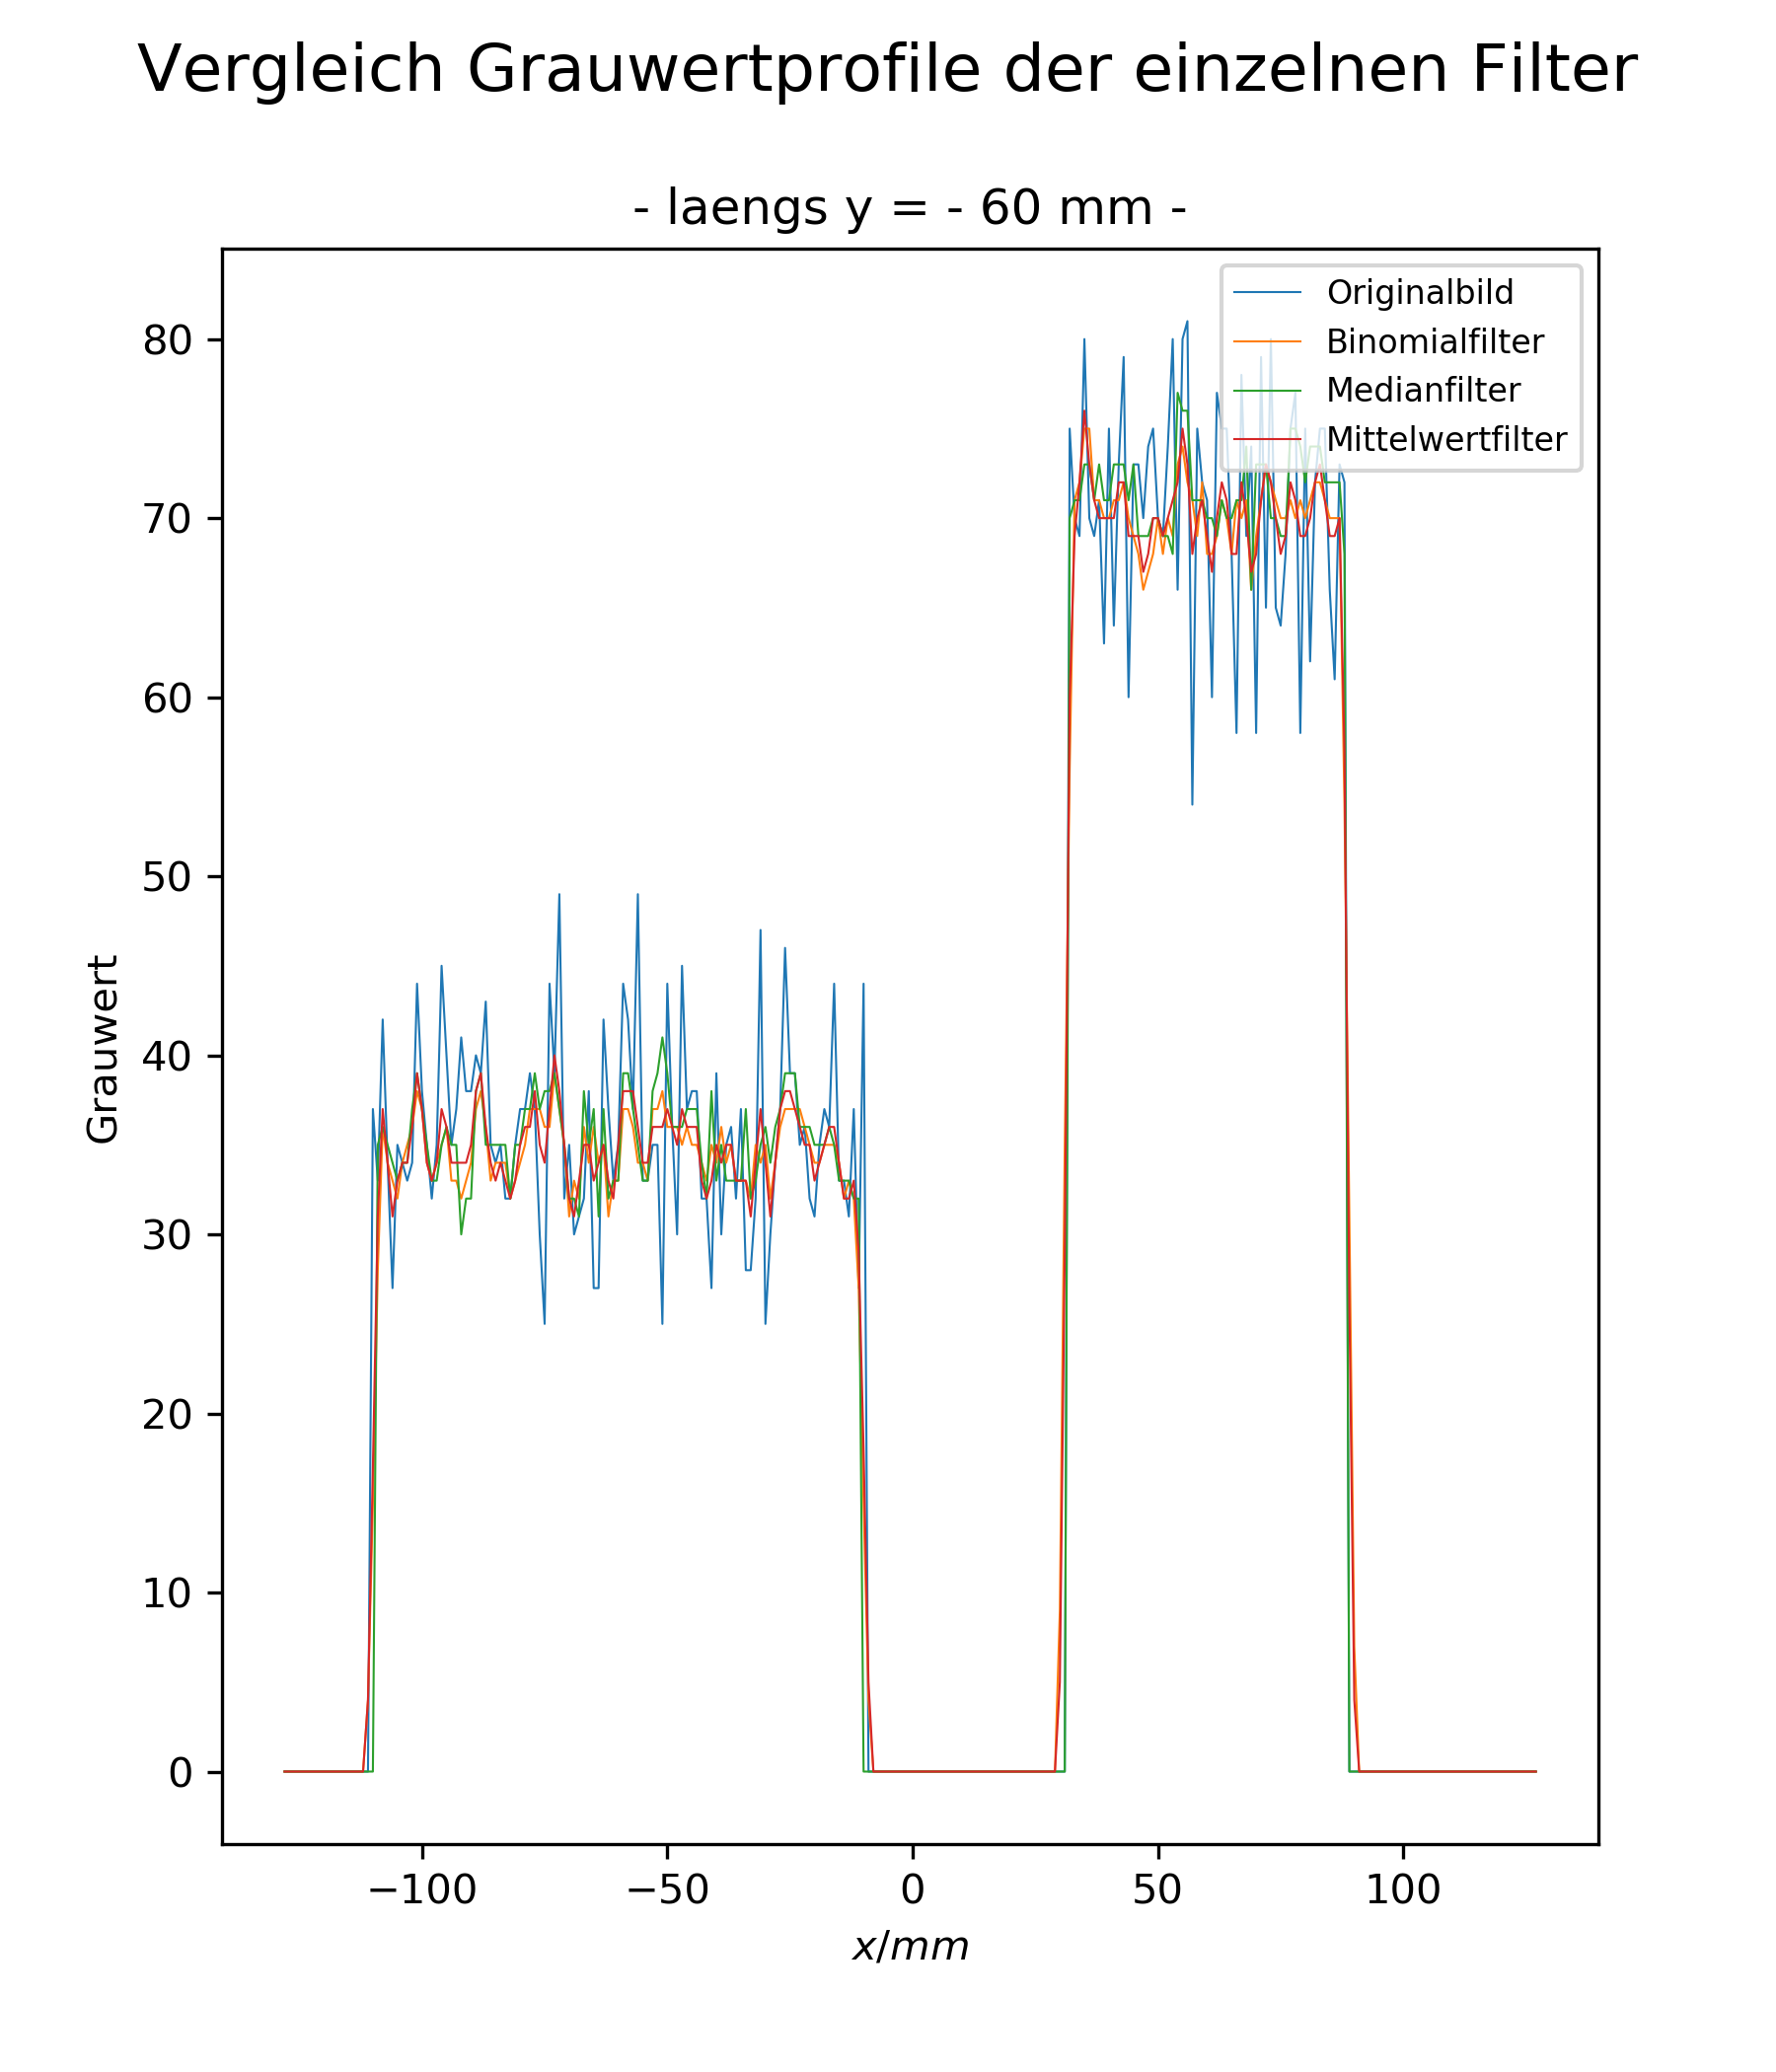 Vergleich Grauwertprofile der einzelnen Filter
- laengs y = - 60 mm -
Originalbild
Binomialfilter
Medianfilter
Mittelwertfilter
80
70
60
50
40
30
20
10
0
Grauwert
−100 −50 0 50 100
x/mm